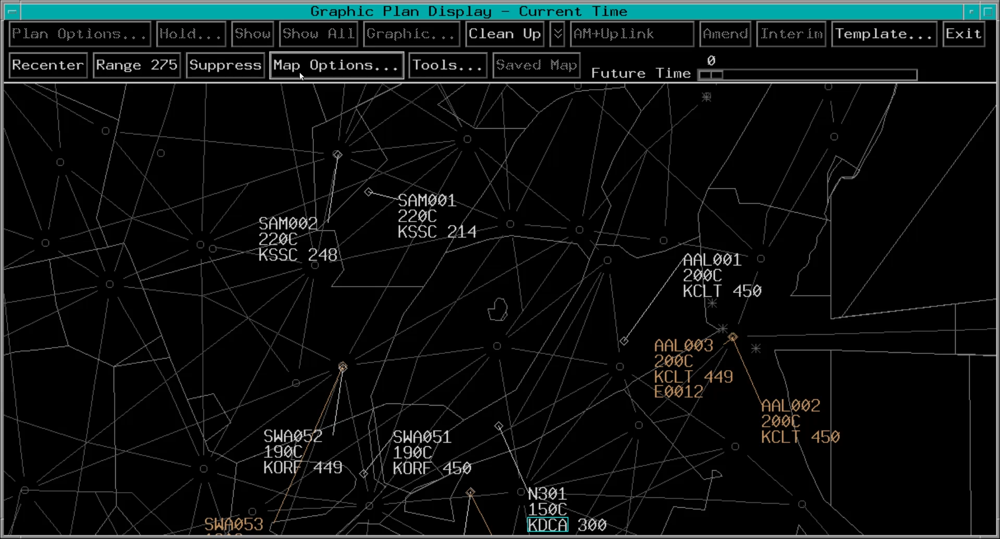 Graphic Plan Display - Current Time
Plan Options... Hold... Show Show All Graphic... Clean Up AM+Uplink Amend Interim Template... Exit
Recenter Range 275 Suppress Map Options... Tools... Saved Map Future Time 0
SAM001
220C
KSSC 214
SAM002
220C
KSSC 248
AAL001
200C
KCLT 450
AAL003
200C
KCLT 449
E0012
AAL002
200C
KCLT 450
SWA052
190C
KORF 449
SWA051
190C
KORF 450
N301
150C
KDCA 300
SWA053